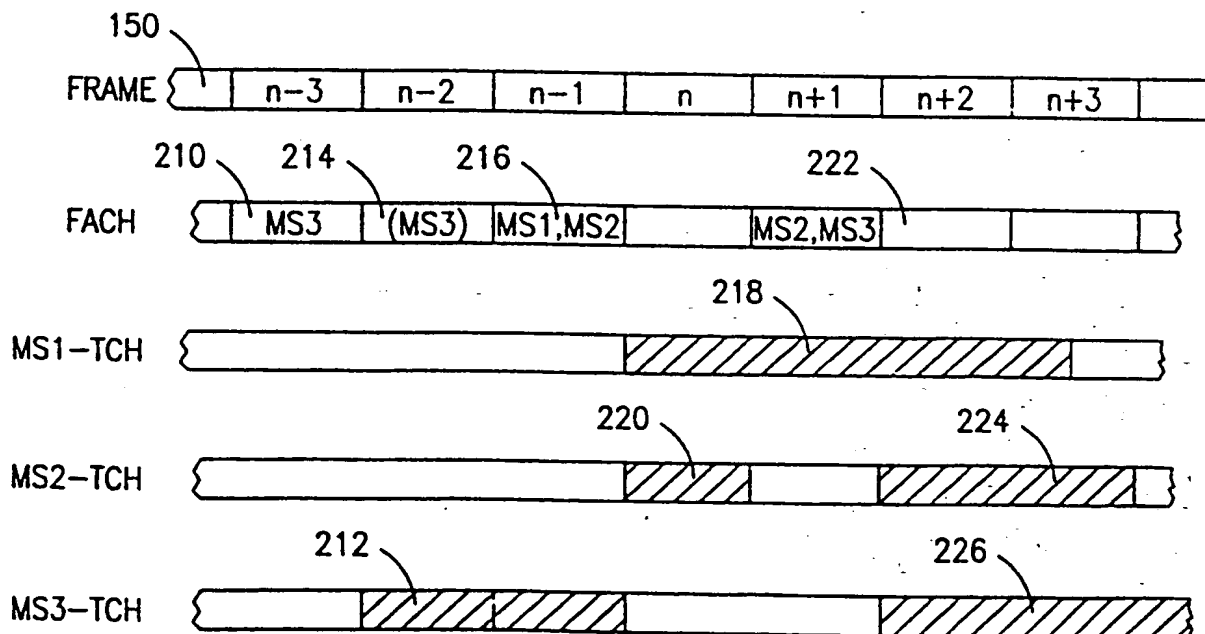 150
FRAME n-3 n-2 n-1 n n+1 n+2 n+3
210 214 216 222
FACH MS3 (MS3) MS1,MS2 MS2,MS3
218
MS1-TCH
220 224
MS2-TCH
212 226
MS3-TCH